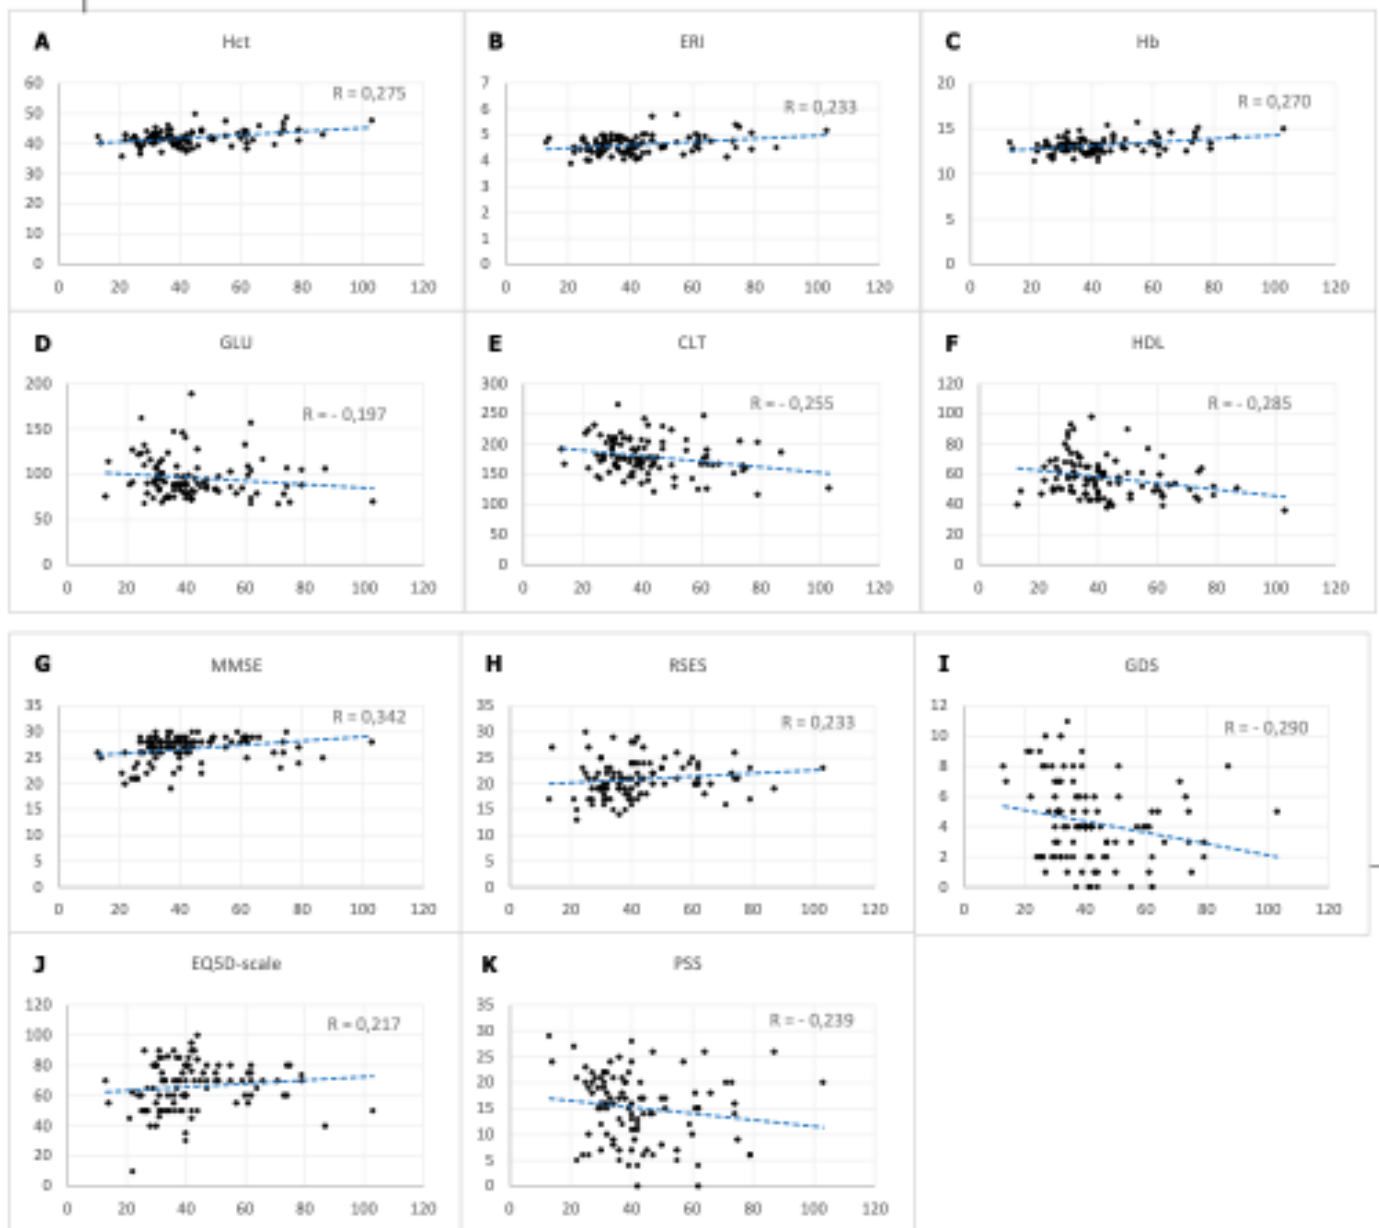 A Hct
R = 0,275
60
50
40
30
20
10
0
0 20 40 60 80 100 120
B ERI
R = 0,233
7
6
5
4
3
2
1
0
0 20 40 60 80 100 120
C Hb
R = 0,270
20
15
10
5
0
0 20 40 60 80 100 120
D GLU
R = - 0,197
200
150
100
50
0
0 20 40 60 80 100 120
E CLT
R = - 0,255
300
250
200
150
100
50
0
0 20 40 60 80 100 120
F HDL
R = - 0,285
120
100
80
60
40
20
0
0 20 40 60 80 100 120
G MMSE
R = 0,342
35
30
25
20
15
10
5
0
0 20 40 60 80 100 120
H RSES
R = 0,233
35
30
25
20
15
10
5
0
0 20 40 60 80 100 120
I GDS
R = - 0,290
12
10
8
6
4
2
0
0 20 40 60 80 100 120
J EQ5D-scale
R = 0,217
120
100
80
60
40
20
0
0 20 40 60 80 100 120
K PSS
R = - 0,239
35
30
25
20
15
10
5
0
0 20 40 60 80 100 120